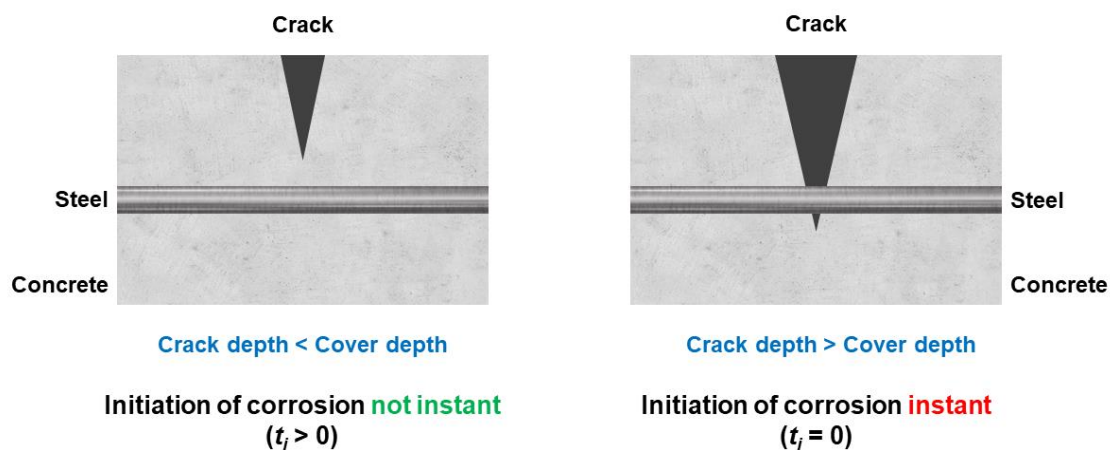 Crack
Steel
Concrete
Crack depth < Cover depth
Initiation of corrosion not instant
(tᵢ > 0)
Crack
Steel
Concrete
Crack depth > Cover depth
Initiation of corrosion instant
(tᵢ = 0)